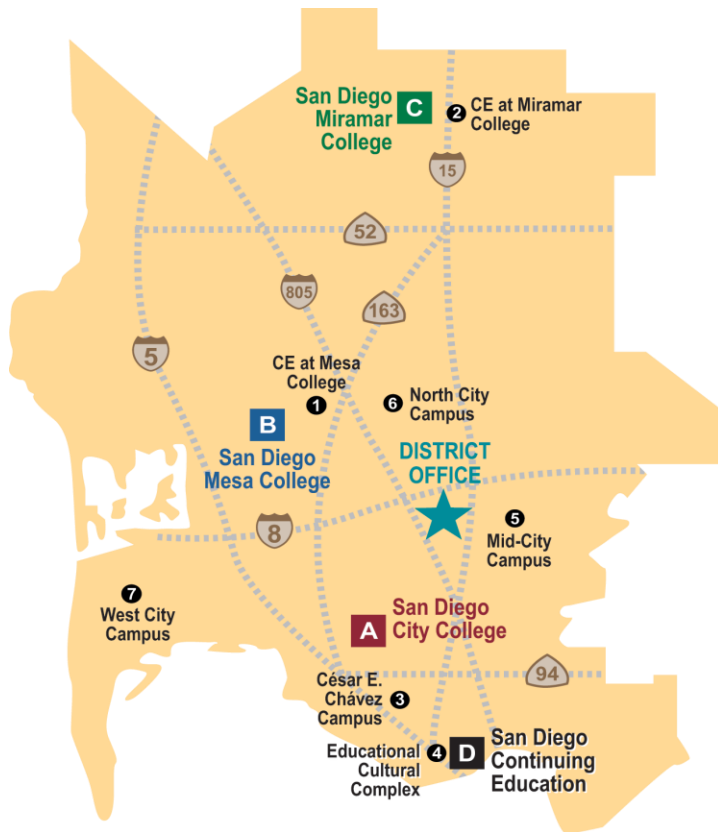 San Diego
Miramar
College
C
2 CE at Miramar
College
15
52
805
163
5
CE at Mesa
College
1
6 North City
Campus
B
San Diego
Mesa College
DISTRICT
OFFICE
8
5
Mid-City
Campus
7
West City
Campus
A
San Diego
City College
94
César E.
Chávez
Campus
3
Educational
Cultural
Complex
4
D
San Diego
Continuing
Education